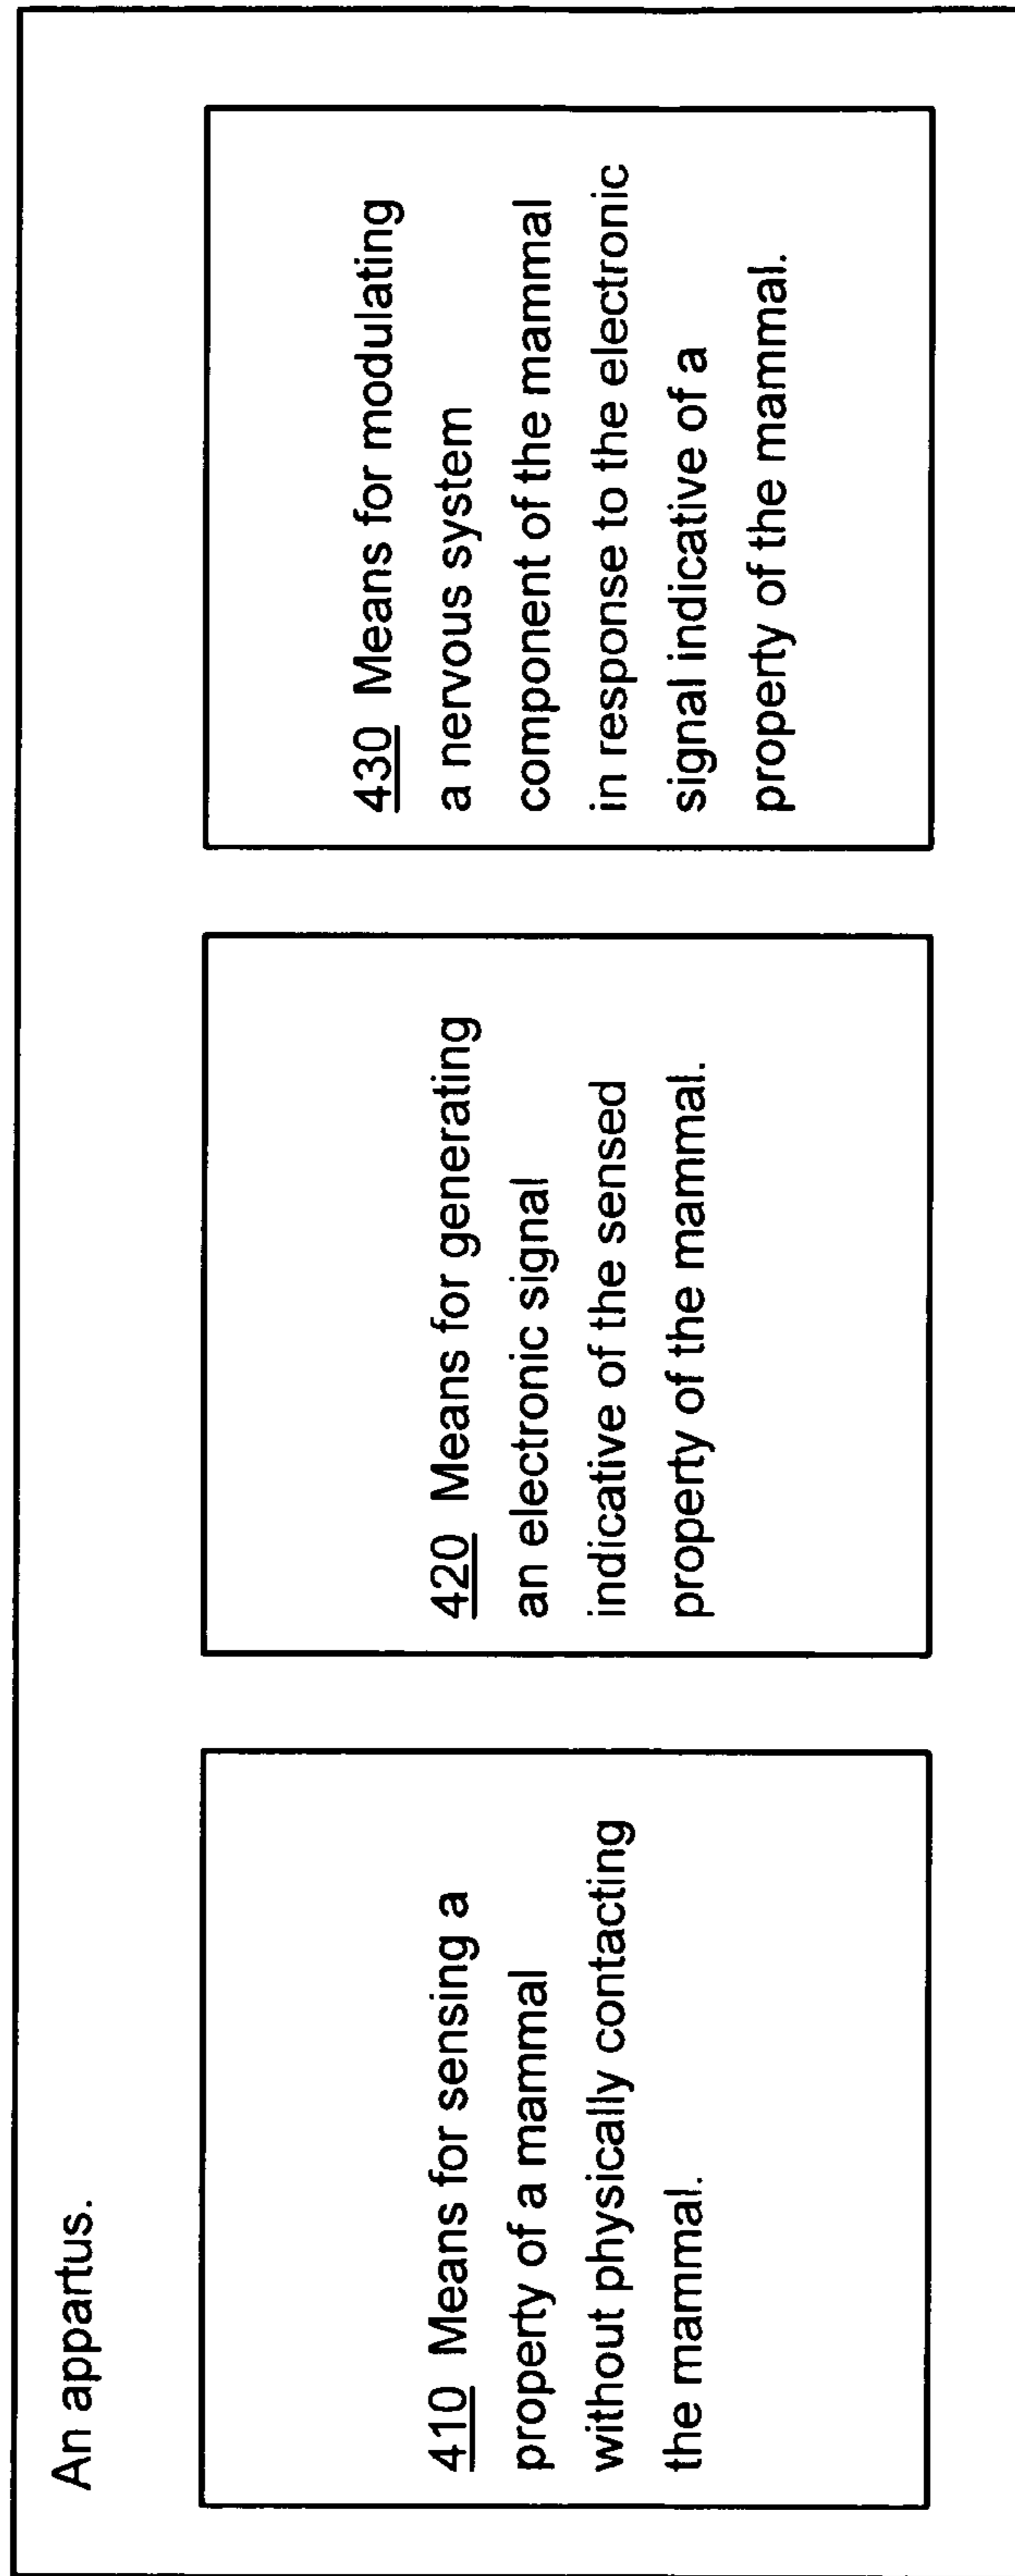 An appartus.
410 Means for sensing a
property of a mammal
without physically contacting
the mammal.
420 Means for generating
an electronic signal
indicative of the sensed
property of the mammal.
430 Means for modulating
a nervous system
component of the mammal
in response to the electronic
signal indicative of a
property of the mammal.